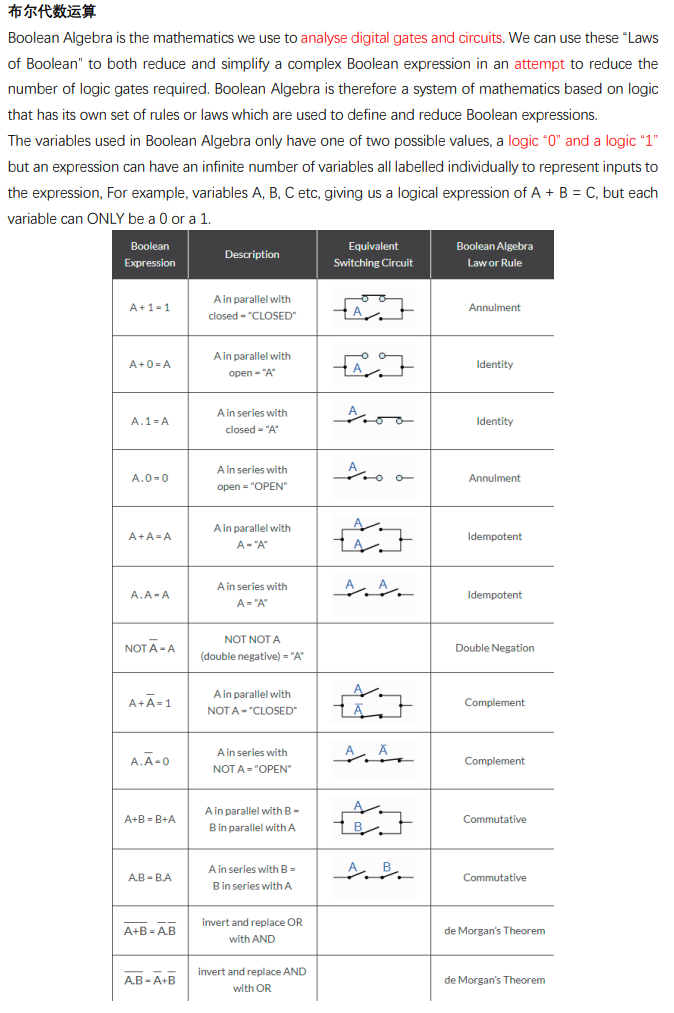 布尔代数运算
Boolean Algebra is the mathematics we use to analyse digital gates and circuits. We can use these “Laws
of Boolean” to both reduce and simplify a complex Boolean expression in an attempt to reduce the
number of logic gates required. Boolean Algebra is therefore a system of mathematics based on logic
that has its own set of rules or laws which are used to define and reduce Boolean expressions.
The variables used in Boolean Algebra only have one of two possible values, a logic “0” and a logic “1”
but an expression can have an infinite number of variables all labelled individually to represent inputs to
the expression, For example, variables A, B, C etc, giving us a logical expression of A + B = C, but each
variable can ONLY be a 0 or a 1.
Boolean Expression | Description | Equivalent Switching Circuit | Boolean Algebra Law or Rule
A + 1 = 1 | A in parallel with closed = "CLOSED" | A | Annulment
A + 0 = A | A in parallel with open = "A" | A | Identity
A . 1 = A | A in series with closed = "A" | A | Identity
A . 0 = 0 | A in series with open = "OPEN" | A | Annulment
A + A = A | A in parallel with A = "A" | A A | Idempotent
A . A = A | A in series with A = "A" | A A | Idempotent
NOT A̅ = A | NOT NOT A (double negative) = "A" | Double Negation
A + A̅ = 1 | A in parallel with NOT A = "CLOSED" | A A̅ | Complement
A . A̅ = 0 | A in series with NOT A = "OPEN" | A A̅ | Complement
A+B = B+A | A in parallel with B = B in parallel with A | A B | Commutative
A.B = B.A | A in series with B = B in series with A | A B | Commutative
A̅+̅B̅ = A̅.B̅ | invert and replace OR with AND | de Morgan's Theorem
A̅.̅B̅ = A̅+B̅ | invert and replace AND with OR | de Morgan's Theorem